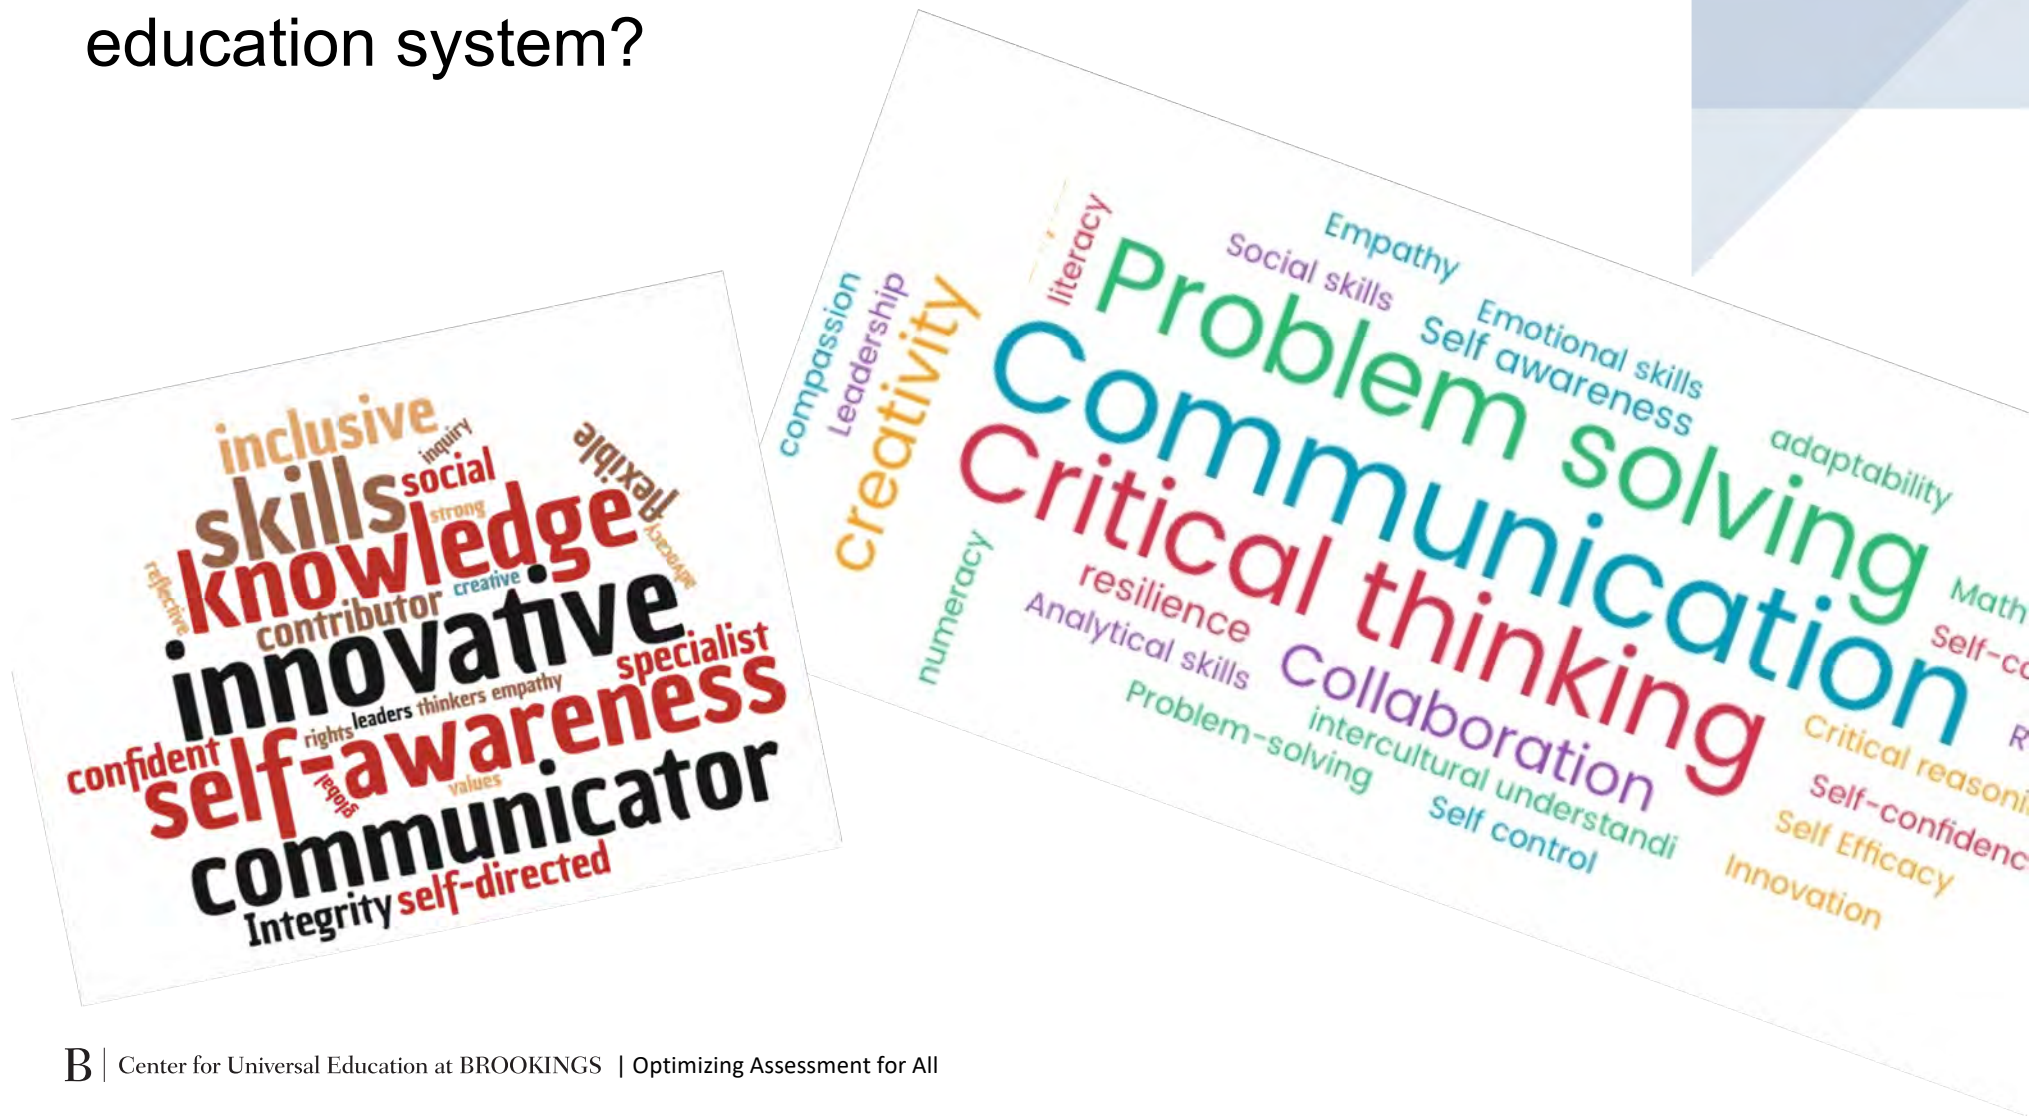 education system?
inclusive
inquiry
flexible
skills
social
strong
knowledge
advocacy
reflective
creative
contributor
innovative
specialist
thinkers empathy
leaders
rights
self-awareness
confident
global
values
communicator
Integrity self-directed
Empathy
Social skills
literacy
Emotional skills
Self awareness
Problem solving
compassion
Leadership
creativity
Communication
adaptability
Critical thinking
numeracy
resilience
Analytical skills
Collaboration
Problem-solving
intercultural understandi
Self control
Math
Self-co
R
Critical reasoni
Self-confidenc
Self Efficacy
Innovation
B | Center for Universal Education at BROOKINGS | Optimizing Assessment for All